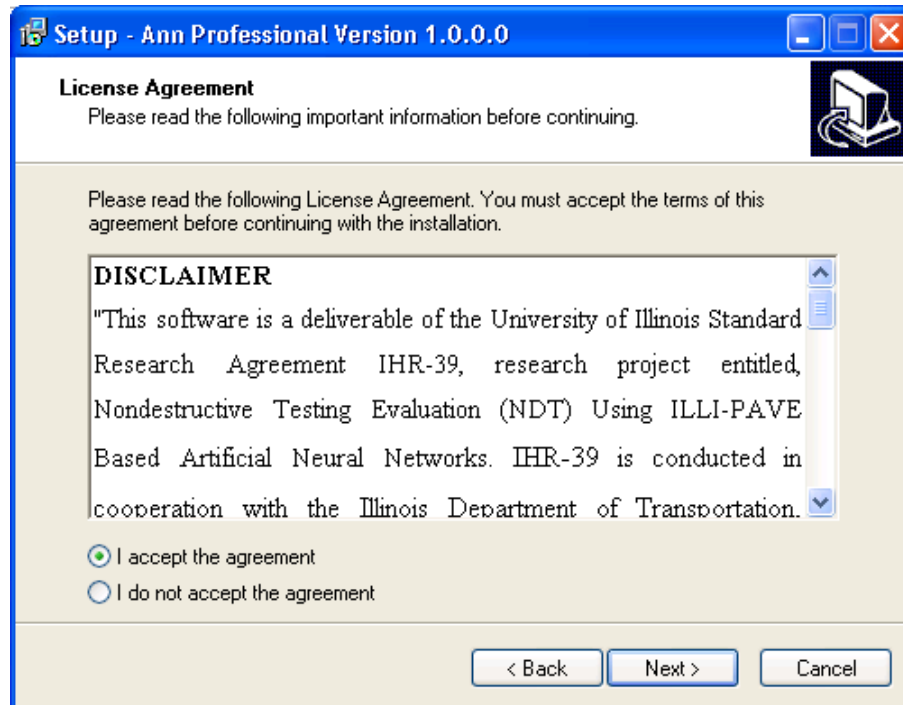 Setup - Ann Professional Version 1.0.0.0
License Agreement
Please read the following important information before continuing.
Please read the following License Agreement. You must accept the terms of this
agreement before continuing with the installation.
DISCLAIMER
"This software is a deliverable of the University of Illinois Standard
Research Agreement IHR-39, research project entitled,
Nondestructive Testing Evaluation (NDT) Using ILLI-PAVE
Based Artificial Neural Networks. IHR-39 is conducted in
cooperation with the Illinois Department of Transportation.
I accept the agreement
I do not accept the agreement
< Back Next > Cancel